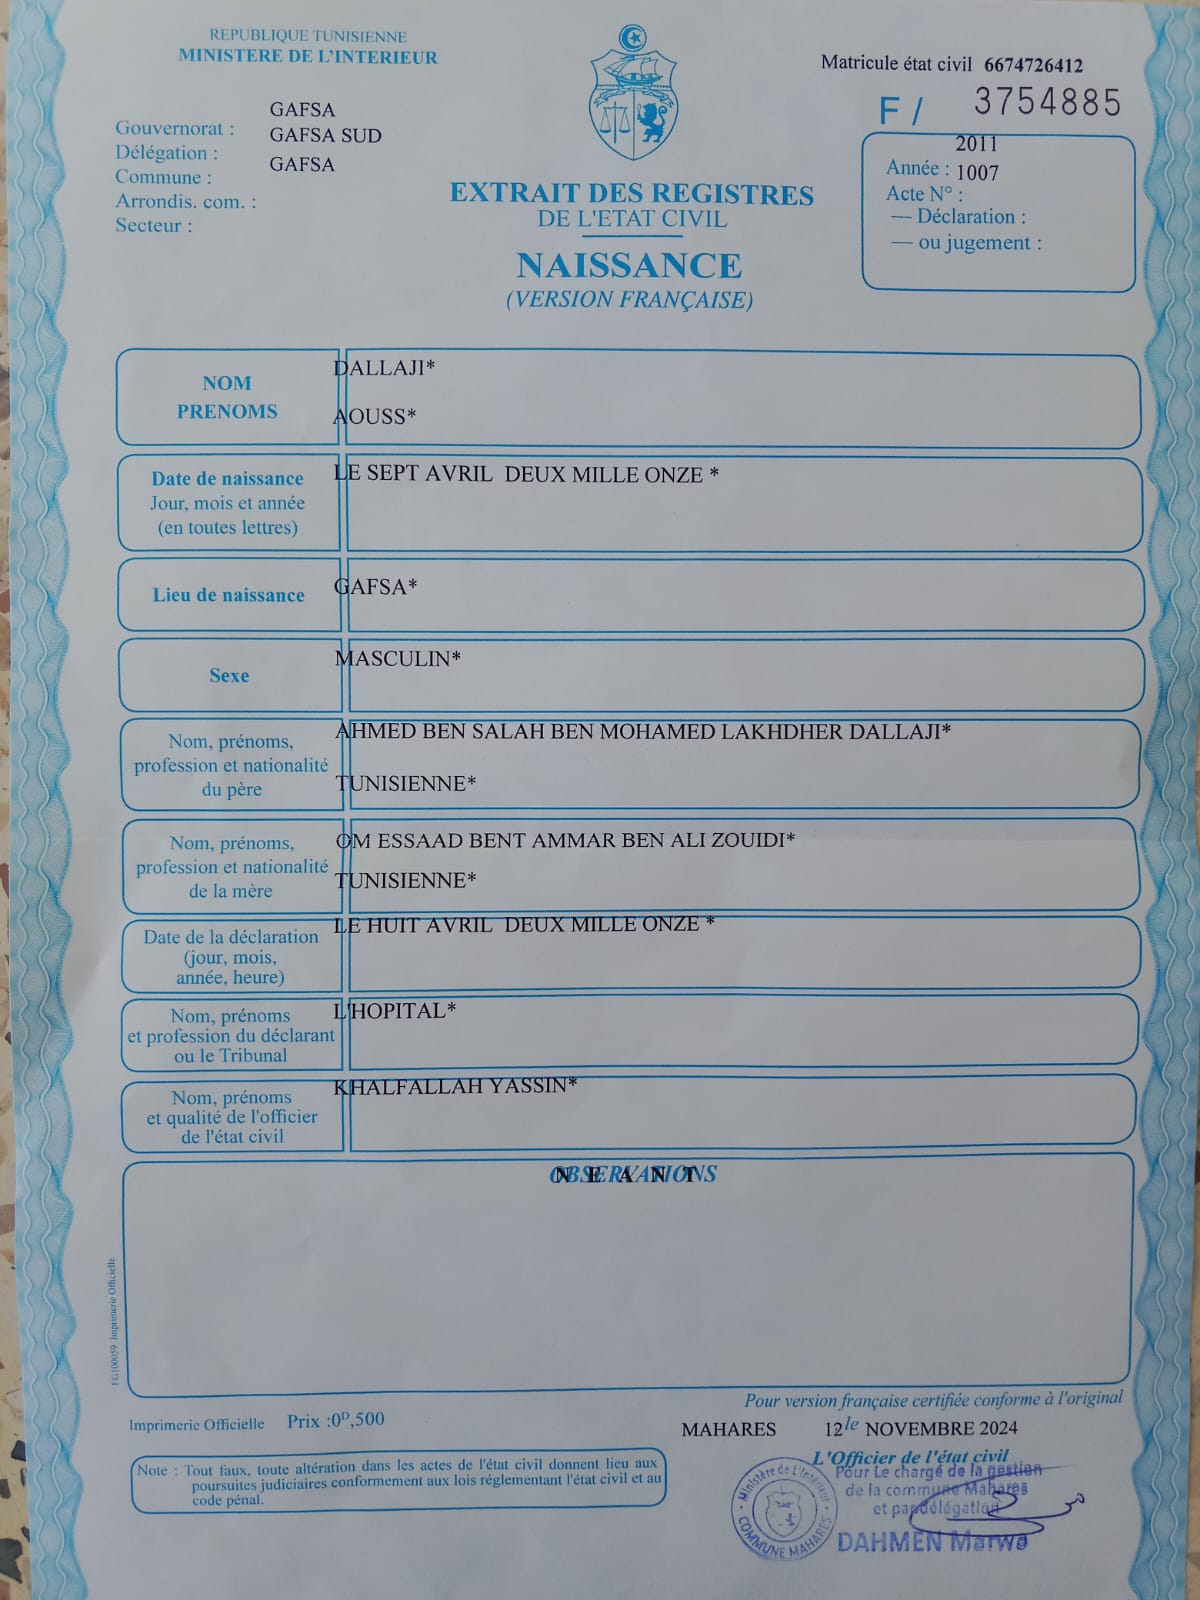 REPUBLIQUE TUNISIENNE
MINISTERE DE L'INTERIEUR
Matricule état civil 6674726412
F / 3754885
Gouvernorat : GAFSA
Délégation : GAFSA SUD
Commune : GAFSA
Arrondis. com. :
Secteur :
2011
Année : 1007
Acte N° :
— Déclaration :
— ou jugement :
EXTRAIT DES REGISTRES
DE L'ETAT CIVIL
NAISSANCE
(VERSION FRANÇAISE)
NOM
PRENOMS
DALLAJI*
AOUSS*
Date de naissance
Jour, mois et année
(en toutes lettres)
LE SEPT AVRIL DEUX MILLE ONZE *
Lieu de naissance
GAFSA*
Sexe
MASCULIN*
Nom, prénoms,
profession et nationalité
du père
AHMED BEN SALAH BEN MOHAMED LAKHDHER DALLAJI*
TUNISIENNE*
Nom, prénoms,
profession et nationalité
de la mère
OM ESSAAD BENT AMMAR BEN ALI ZOUIDI*
TUNISIENNE*
Date de la déclaration
(jour, mois,
année, heure)
LE HUIT AVRIL DEUX MILLE ONZE *
Nom, prénoms
et profession du déclarant
ou le Tribunal
L'HOPITAL*
Nom, prénoms
et qualité de l'officier
de l'état civil
KHALFALLAH YASSIN*
OBSERVATIONS
N E A N T
FG100059 Imprimerie Officielle
Imprimerie Officielle Prix :0ᴰ,500
Pour version française certifiée conforme à l'original
MAHARES 12 le NOVEMBRE 2024
L'Officier de l'état civil
Note : Tout faux, toute altération dans les actes de l'état civil donnent lieu aux
poursuites judiciaires conformement aux lois réglementant l'état civil et au
code pénal.
Ministère de L'Intérieur
COMMUNE MAHARES
Pour Le chargé de la gestion
de la commune Mahares
et par délégation
DAHMEN Marwa